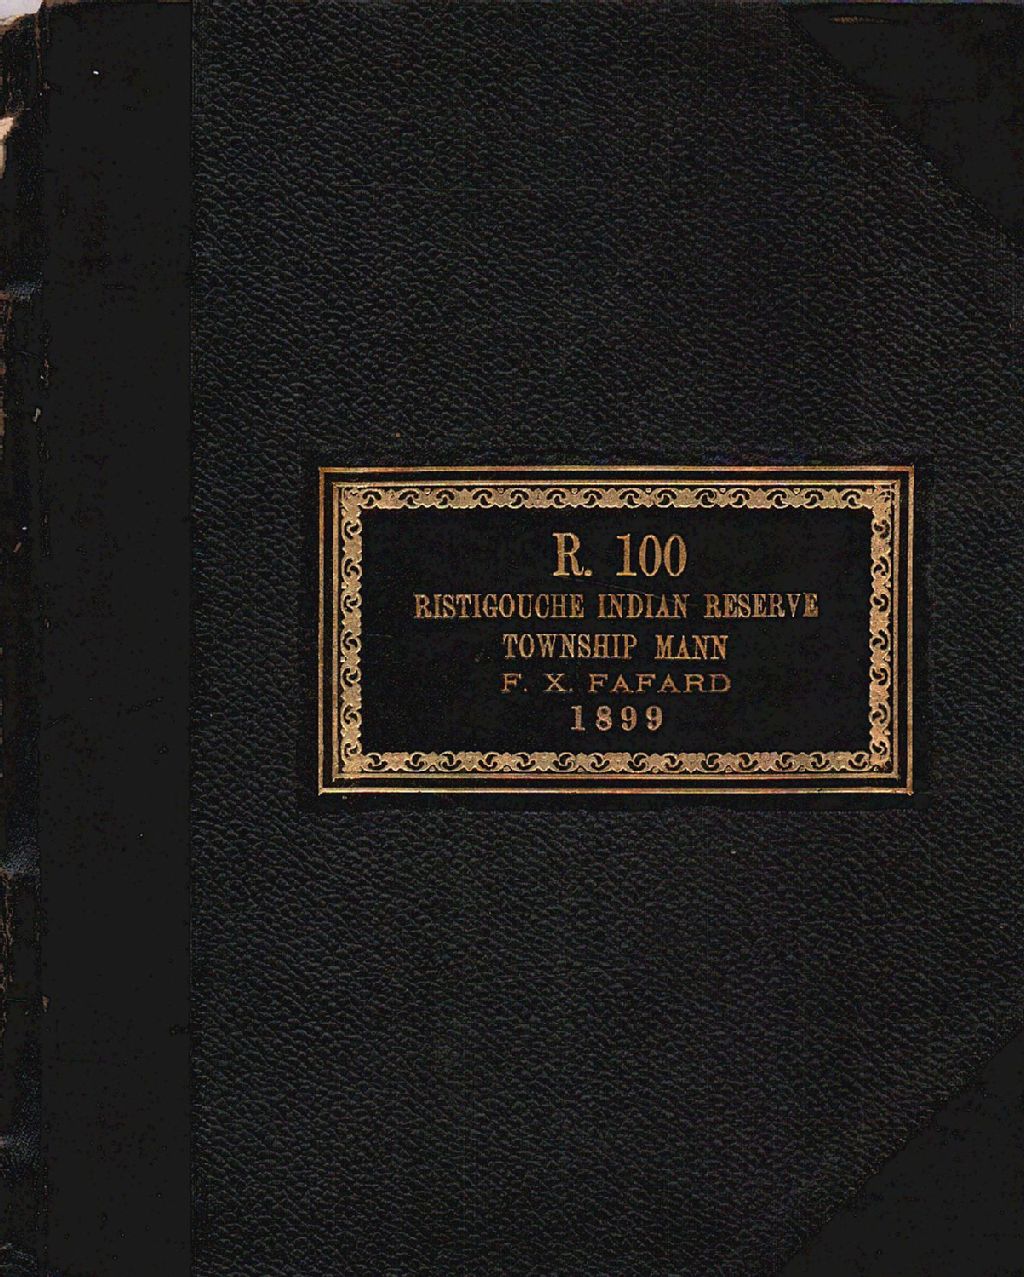 R. 100
RISTIGOUCHE INDIAN RESERVE
TOWNSHIP MANN
F. X. FAFARD
1899